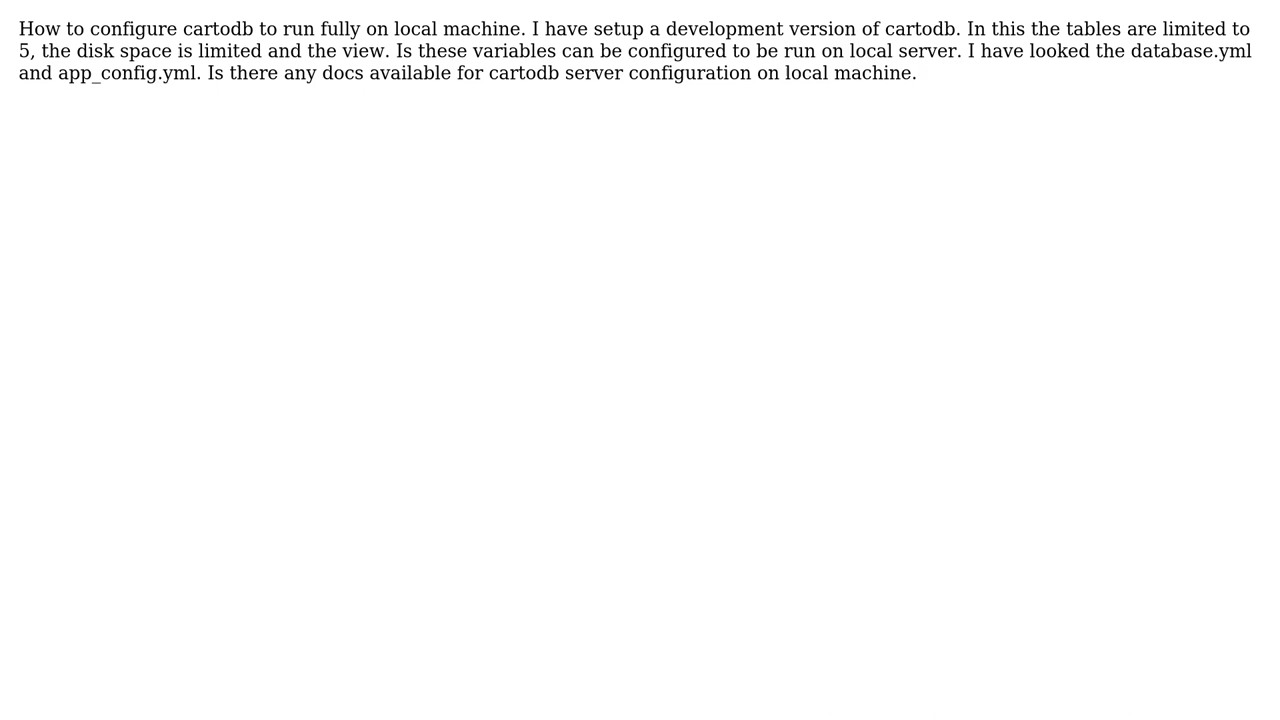 How to configure cartodb to run fully on local machine. I have setup a development version of cartodb. In this the tables are limited to
5, the disk space is limited and the view. Is these variables can be configured to be run on local server. I have looked the database.yml
and app_config.yml. Is there any docs available for cartodb server configuration on local machine.